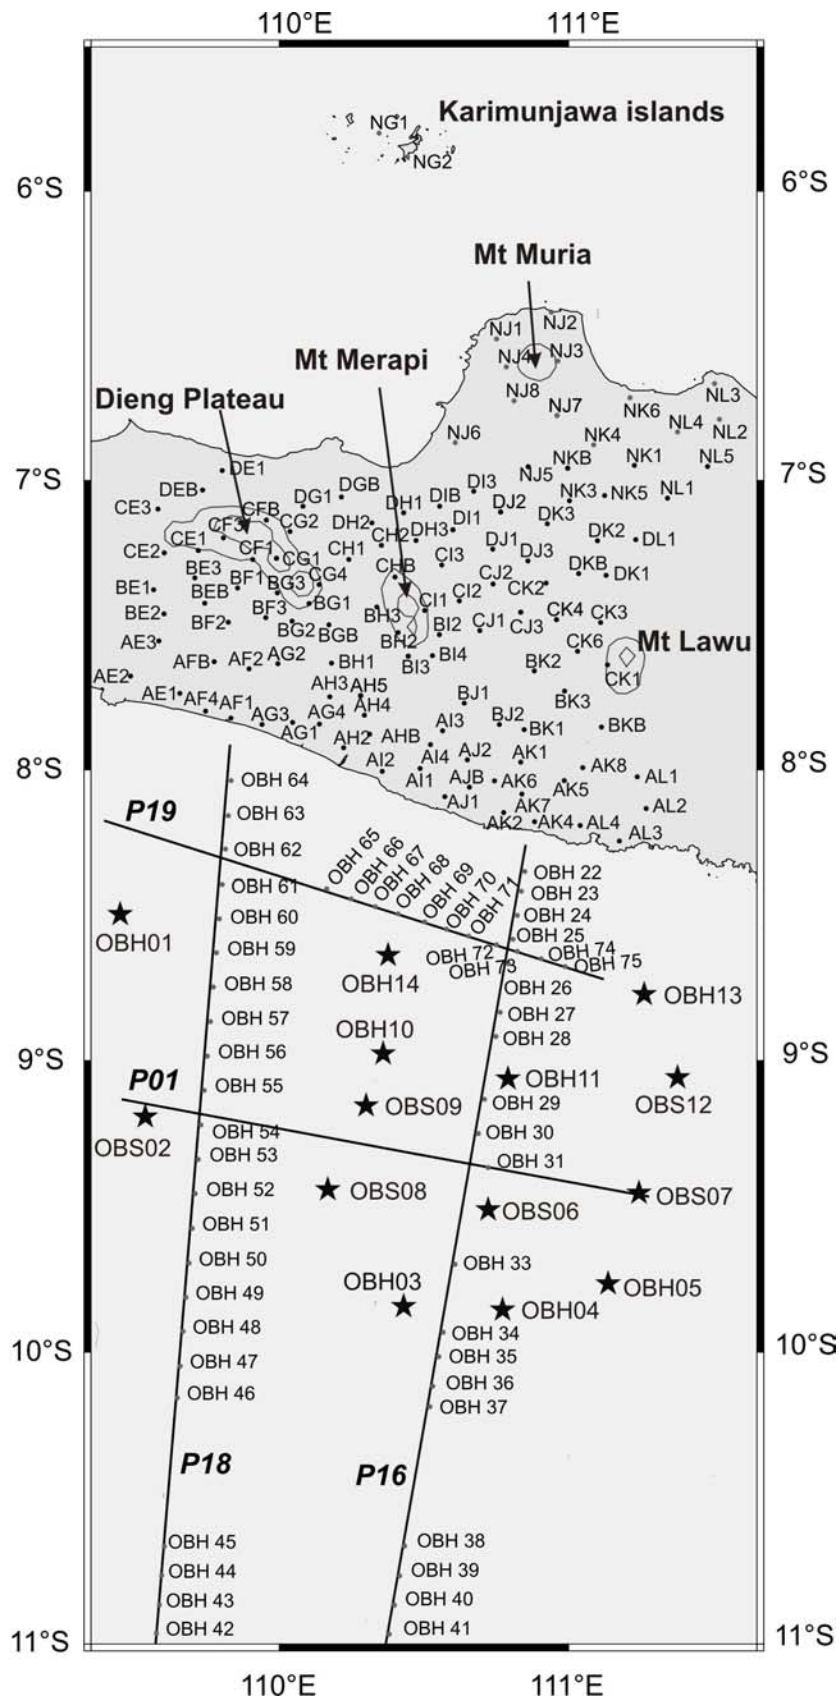 110°E 111°E
Karimunjawa islands
NG1
NG2
6°S 6°S
Mt Muria
NJ2
NJ1
Mt Merapi
NJ4 NJ3
Dieng Plateau
NJ8
NL3
NK6
NJ7
NL4 NL2
NJ6 NK4
7°S 7°S
DE1 NKB NK1 NL5
NJ5
DEB DGB DI3
NK3 NK5 NL1
CE3 CFB DG1 DH1 DIB DJ2
CF3 CG2 DH2 DI1 DK3
CH2 DH3 DK2 DL1
CE2 CE1 CF1 CG1 CH1 CI3 DJ1 DJ3
BE3 CHB DKB DK1
BE1 BF1 BG3 CG4 CJ2 CK2
BEB CI2
BE2 BF3 BG1 BH3 CI1 CK4 CK3
BF2 BG2 BGB BI2 CJ1 CJ3
AE3 BH2 CK6 Mt Lawu
AFB AF2 AG2 BH1 BI3 BI4 BK2
AE2 CK1
AE1 AH3 AH5 BJ1 BK3
AF4 AF1 AG4 AH4
AG3 AI3 BJ2 BK1 BKB
AG1 AH2 AHB
AI2 AI4 AJ2 AK1
8°S 8°S
AI1 AJB AK6 AK8 AL1
AK5
AJ1 AK7 AL2
AK2 AK4 AL4 AL3
OBH 64
P19
OBH 63
OBH 62
OBH 65
OBH 66
OBH 67
OBH 68
OBH 69
OBH 70
OBH 71
OBH 22
OBH 61 OBH 23
OBH 60 OBH 24
OBH01 OBH 25
OBH 59 OBH 72 OBH 74
OBH 73 OBH 75
OBH14
OBH 58 OBH 26
OBH13
OBH 57 OBH 27
OBH10 OBH 28
OBH 56
9°S 9°S
P01
OBH 55 OBH11
OBS09 OBH 29 OBS12
OBH 54 OBH 30
OBS02
OBH 53 OBH 31
OBH 52 OBS08 OBS07
OBH 51 OBS06
OBH 50 OBH 33
OBH03 OBH05
OBH 49
OBH04
OBH 48 OBH 34
10°S 10°S
OBH 47 OBH 35
OBH 46 OBH 36
OBH 37
P18 P16
OBH 45 OBH 38
OBH 44 OBH 39
OBH 43 OBH 40
OBH 42 OBH 41
11°S 11°S
110°E 111°E